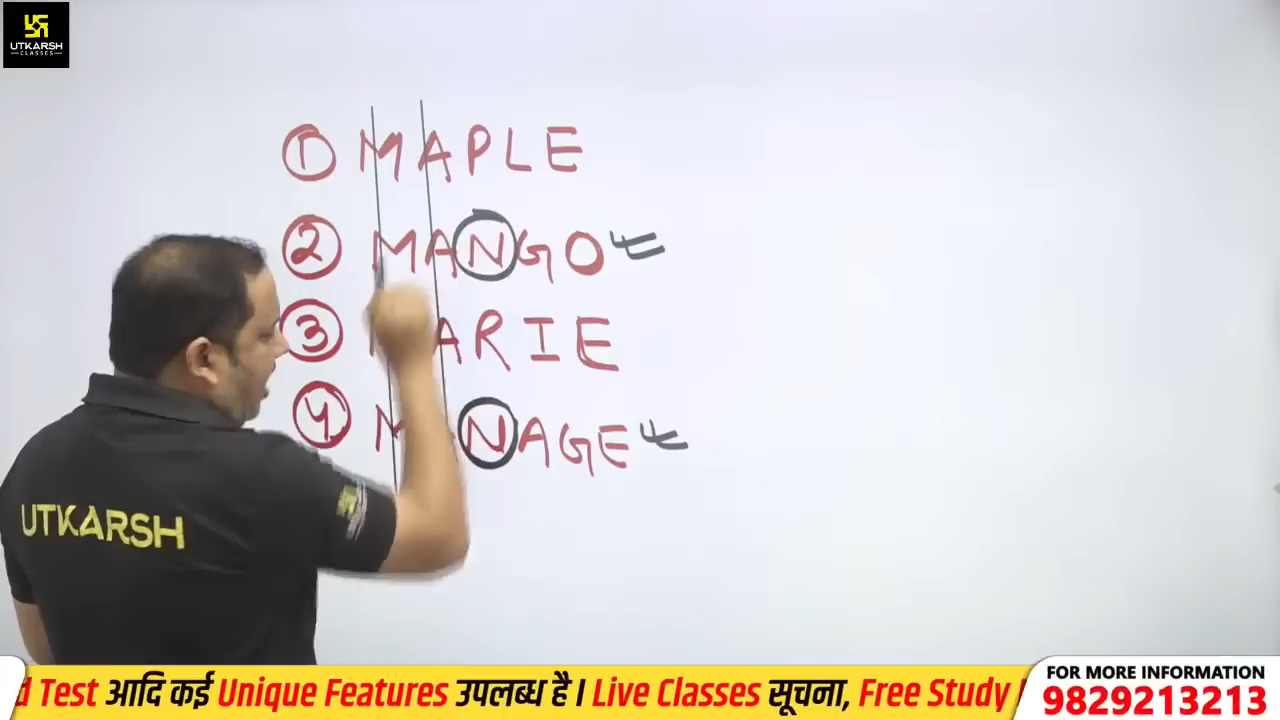 UTKARSH
CLASSES
1 MAPLE
2 MANGO
3 ARIE
4 MANAGE
UTKARSH
Test आदि कई Unique Features उपलब्ध है । Live Classes सूचना, Free Study
FOR MORE INFORMATION
9829213213